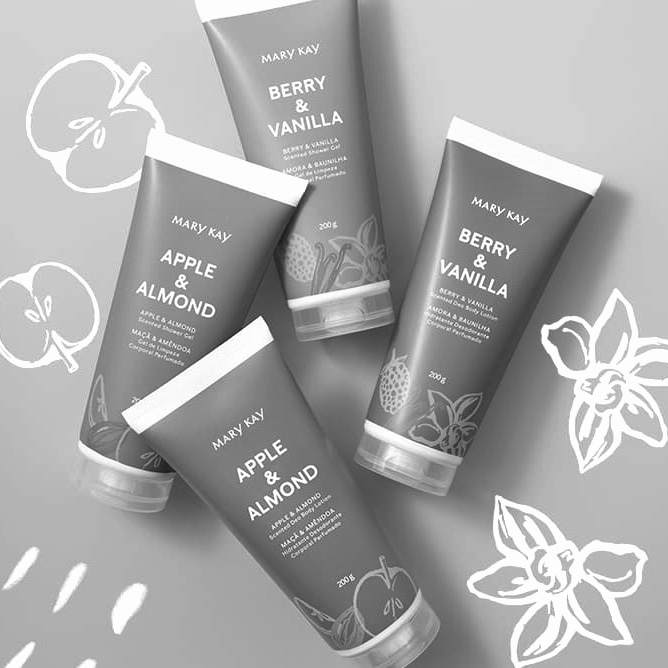 MARY KAY
BERRY
&
VANILLA
BERRY & VANILLA
Scented Shower Gel
AMORA & BAUNILHA
Gel de Limpeza
Corporal Perfumado
200 g
MARY KAY
APPLE
&
ALMOND
APPLE & ALMOND
Scented Shower Gel
MAÇÃ & AMÊNDOA
Gel de Limpeza
Corporal Perfumado
MARY KAY
BERRY
&
VANILLA
BERRY & VANILLA
Scented Deo Body Lotion
AMORA & BAUNILHA
Hidratante Desodorante
Corporal Perfumado
200 g
MARY KAY
APPLE
&
ALMOND
APPLE & ALMOND
Scented Deo Body Lotion
MAÇÃ & AMÊNDOA
Hidratante Desodorante
Corporal Perfumado
200 g